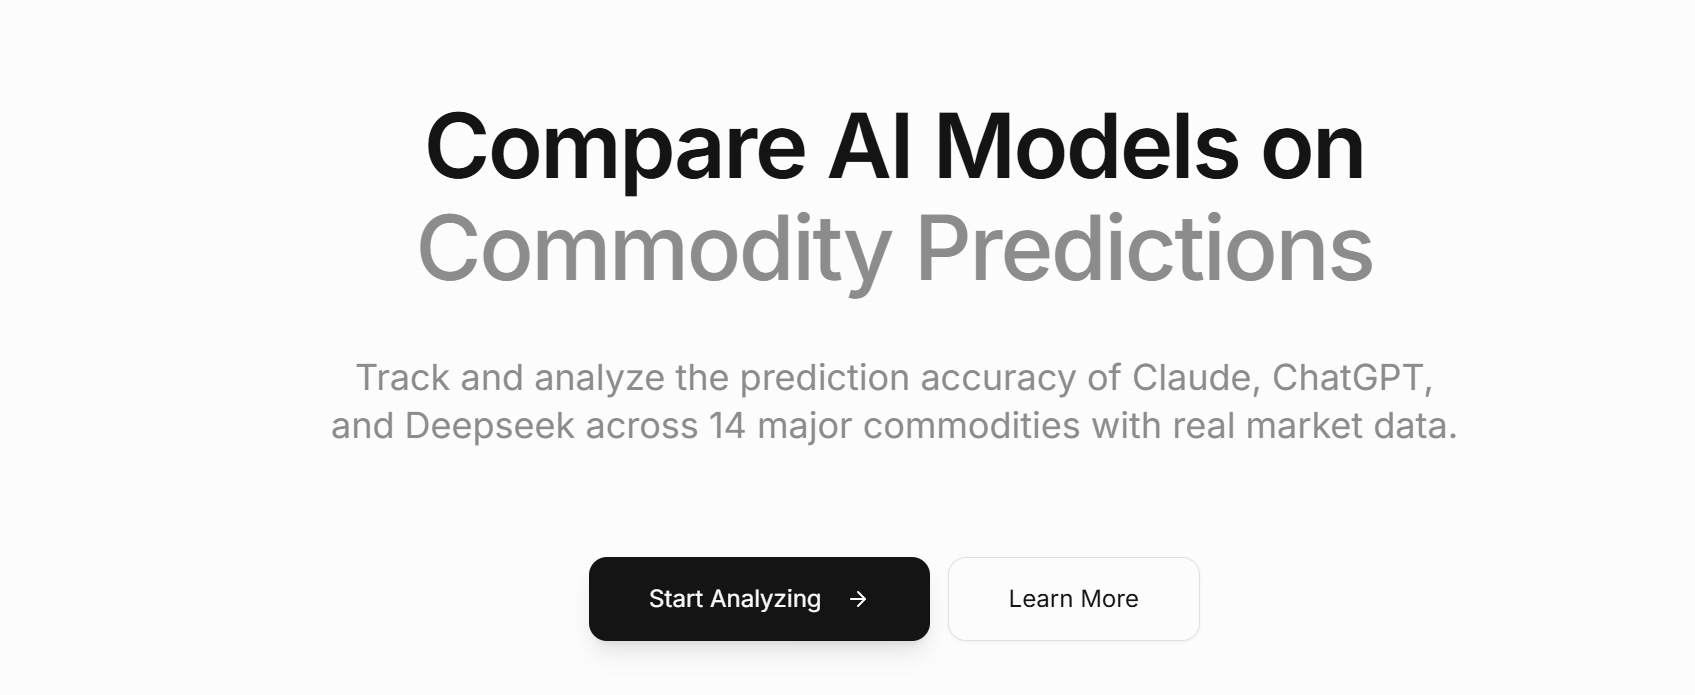 Compare AI Models on
Commodity Predictions
Track and analyze the prediction accuracy of Claude, ChatGPT,
and Deepseek across 14 major commodities with real market data.
Start Analyzing →
Learn More